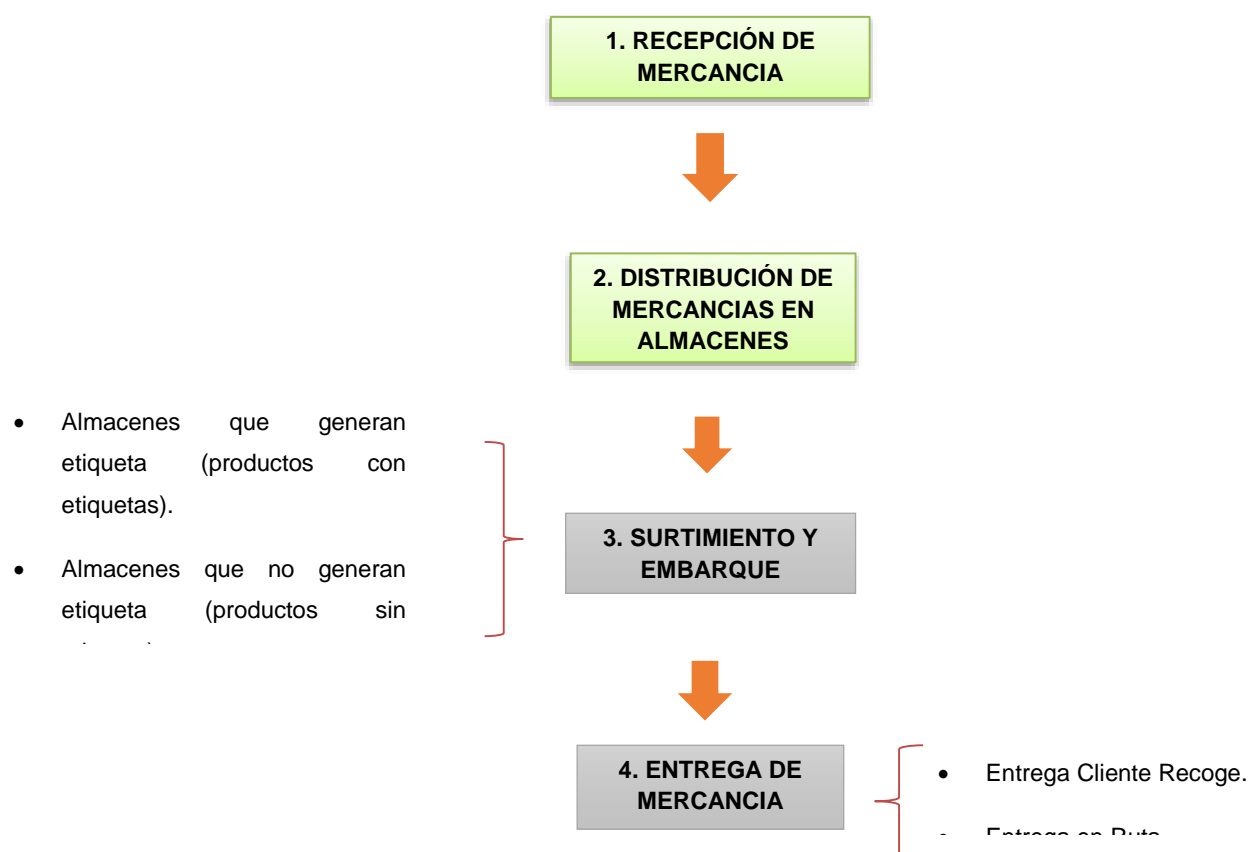 1. RECEPCIÓN DE
MERCANCIA
2. DISTRIBUCIÓN DE
MERCANCIAS EN
ALMACENES
• Almacenes que generan
etiqueta (productos con
etiquetas).
• Almacenes que no generan
etiqueta (productos sin
3. SURTIMIENTO Y
EMBARQUE
4. ENTREGA DE
MERCANCIA
• Entrega Cliente Recoge.